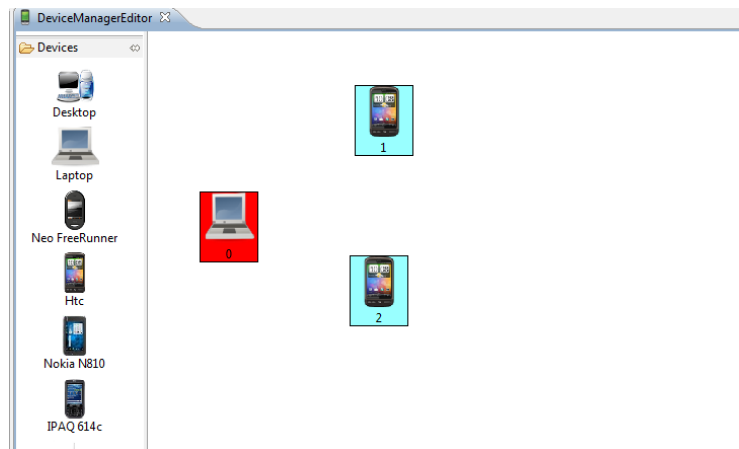 DeviceManagerEditor
Devices
Desktop
Laptop
Neo FreeRunner
Htc
Nokia N810
IPAQ 614c
1
0
2